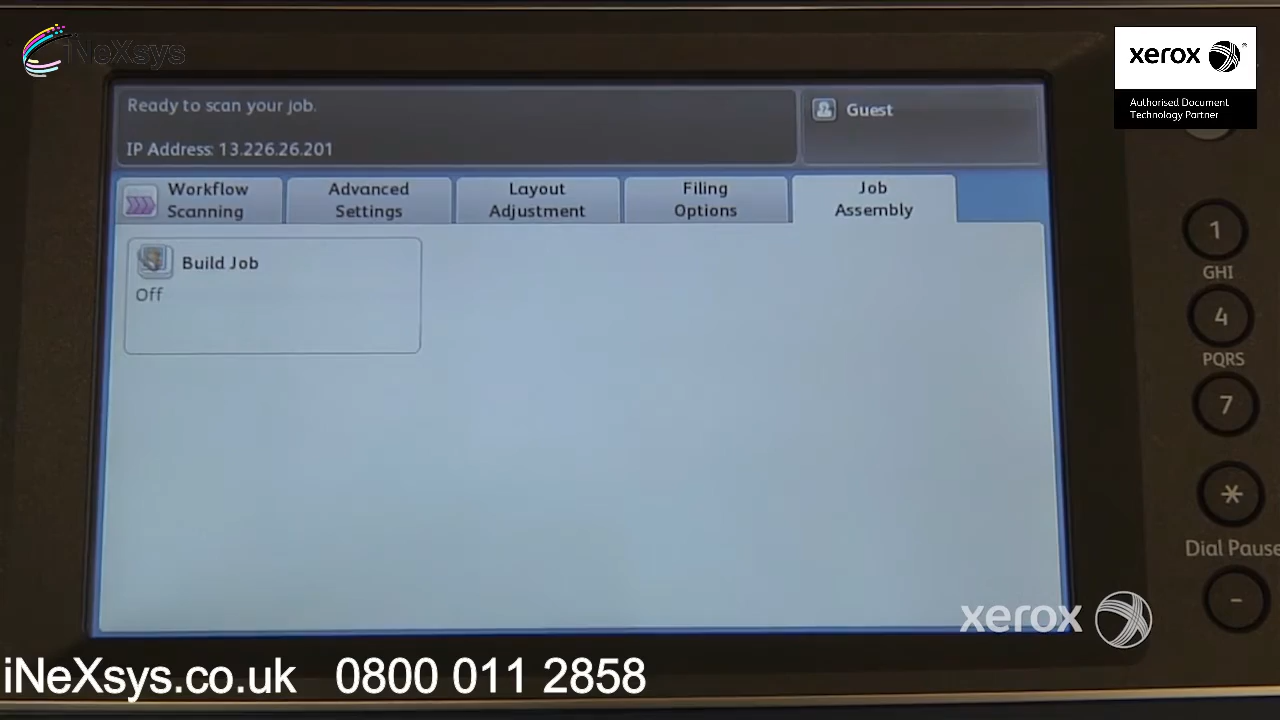 iNeXsys
xerox
Authorised Document
Technology Partner
Ready to scan your job.
IP Address: 13.226.26.201
Guest
Workflow
Scanning
Advanced
Settings
Layout
Adjustment
Filing
Options
Job
Assembly
Build Job
Off
1
GHI
4
PQRS
7
*
Dial Pause
-
xerox
iNeXsys.co.uk 0800 011 2858